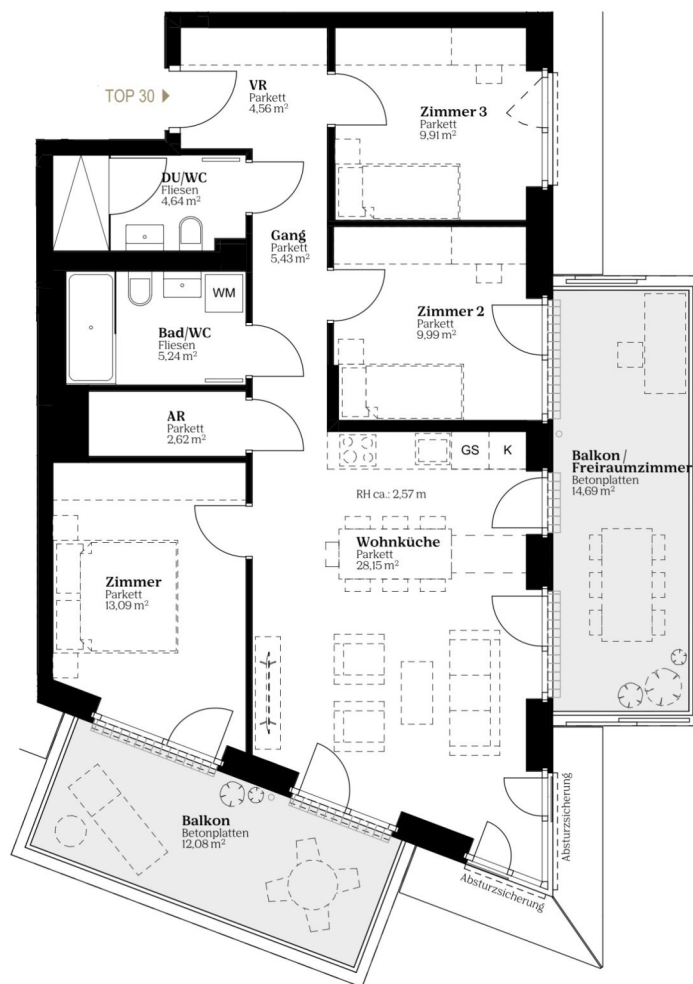 TOP 30
VR
Parkett
4,56 m²
Zimmer 3
Parkett
9,91 m²
DU/WC
Fliesen
4,64 m²
Gang
Parkett
5,43 m²
WM
Zimmer 2
Parkett
9,99 m²
Bad/WC
Fliesen
5,24 m²
AR
Parkett
2,62 m²
GS
K
Balkon/
Freiraumzimmer
Betonplatten
14,69 m²
RH ca.: 2,57 m
Wohnküche
Parkett
28,15 m²
Zimmer
Parkett
13,09 m²
Balkon
Betonplatten
12,08 m²
Absturzsicherung
Absturzsicherung